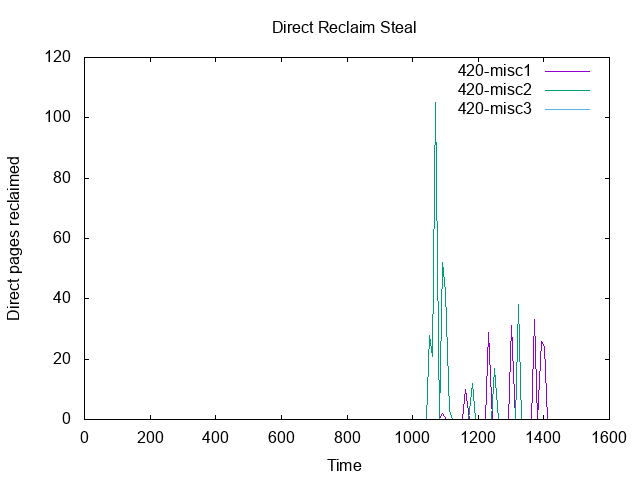 Direct Reclaim Steal
420-misc1
420-misc2
420-misc3
120
100
80
60
40
20
0
Direct pages reclaimed
0 200 400 600 800 1000 1200 1400 1600
Time